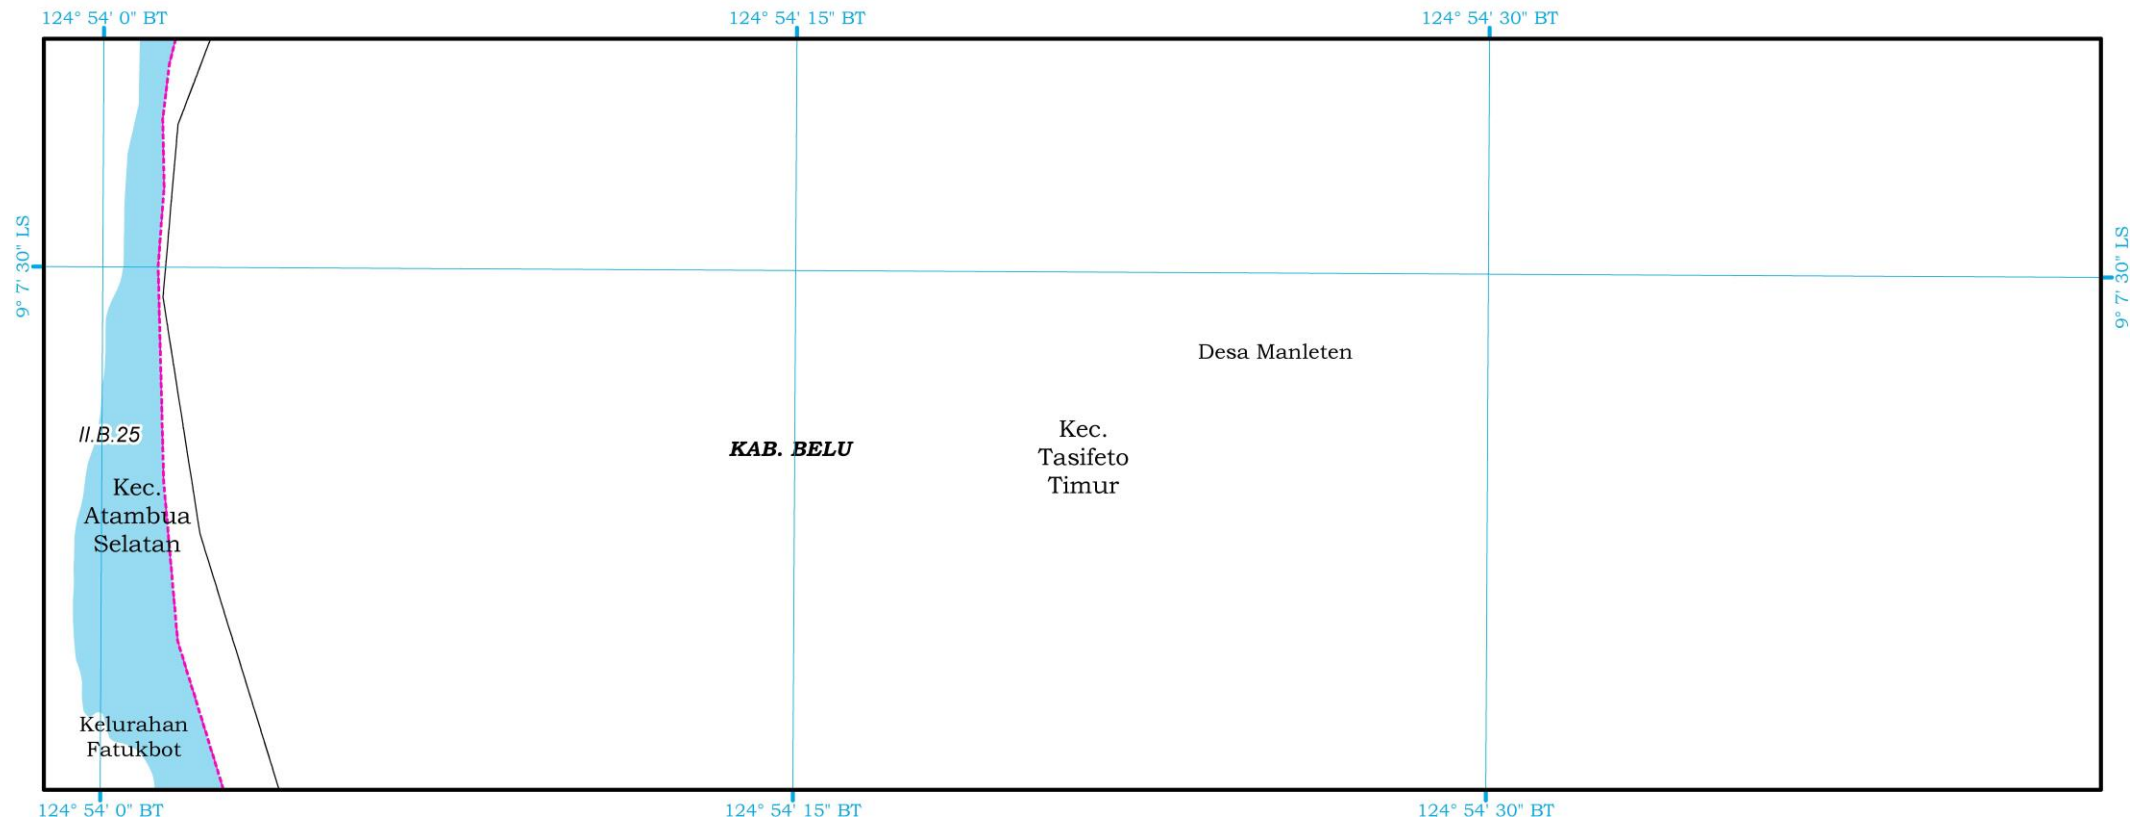 124° 54' 0" BT
124° 54' 15" BT
124° 54' 30" BT
9° 7' 30" LS
9° 7' 30" LS
Desa Manleten
II.B.25
KAB. BELU
Kec.
Tasifeto
Timur
Kec.
Atambua
Selatan
Kelurahan
Fatukbot
124° 54' 0" BT
124° 54' 15" BT
124° 54' 30" BT